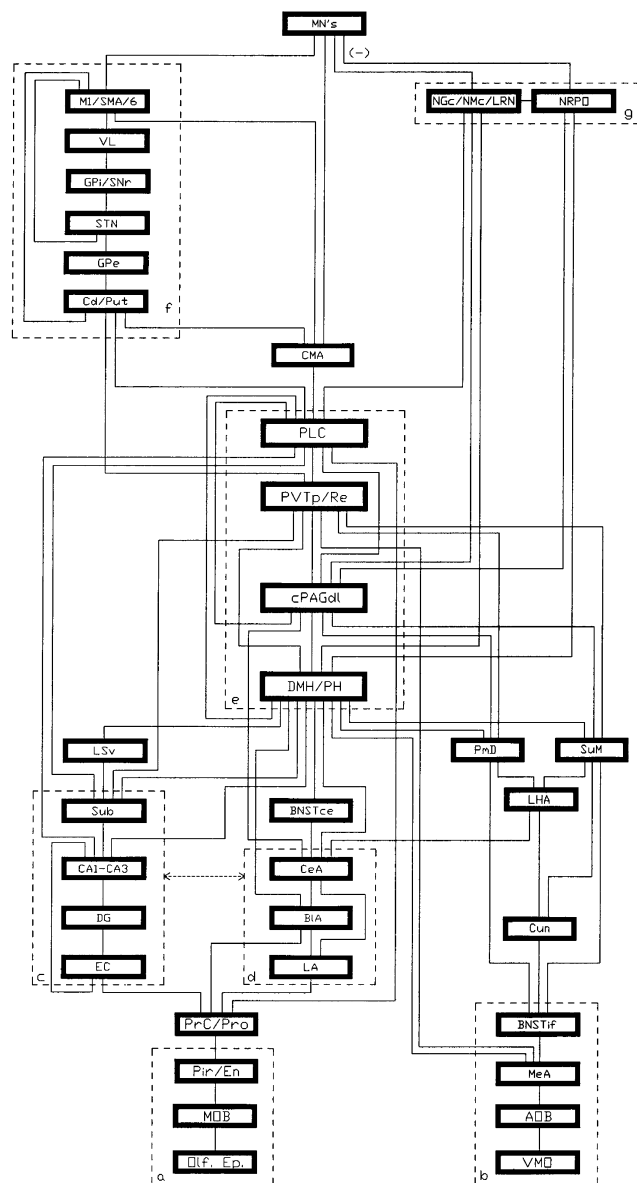 MN's
(-)
M1/SMA/6
NGc/NMc/LRN
NRPO
g
VL
GPi/SNr
STN
GPe
Cd/Put
f
CMA
PLC
PVTp/Re
cPAGdl
DMH/PH
e
LSv
PmD
SuM
Sub
BNSTce
LHA
CA1-CA3
CeA
DG
BlA
Cun
EC
LA
c
d
PrC/Pro
BNSTif
Pir/En
MeA
MOB
AOB
Olf. Ep.
VMO
a
b